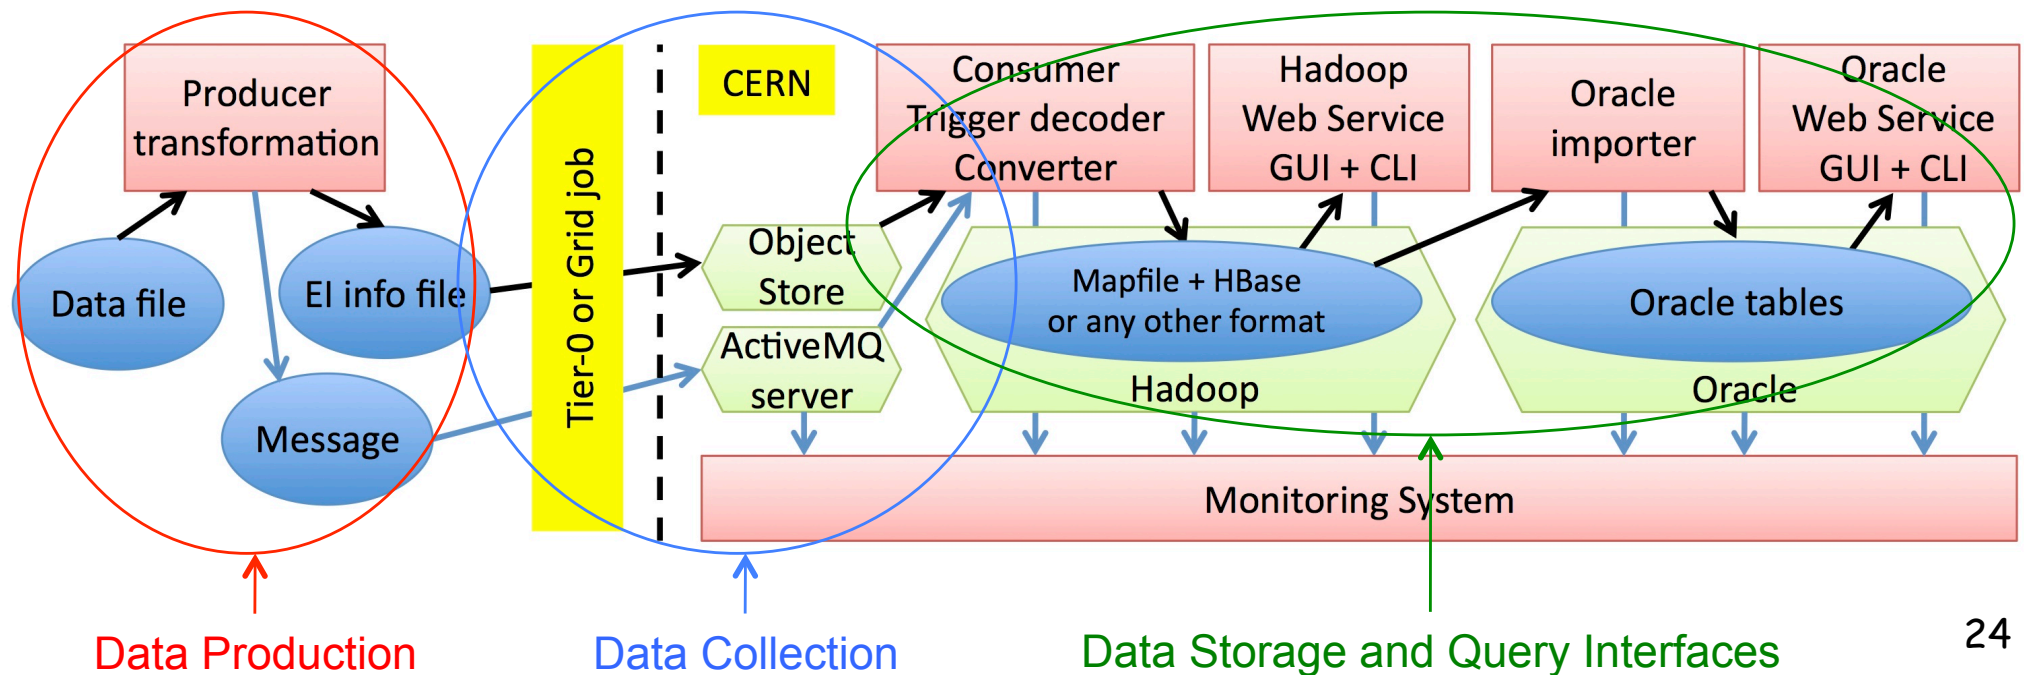 Producer
transformation
Data file
EI info file
Message
Tier-0 or Grid job
CERN
Object
Store
ActiveMQ
server
Consumer
Trigger decoder
Converter
Hadoop
Web Service
GUI + CLI
Oracle
importer
Oracle
Web Service
GUI + CLI
Mapfile + HBase
or any other format
Hadoop
Oracle tables
Oracle
Monitoring System
Data Production
Data Collection
Data Storage and Query Interfaces
24